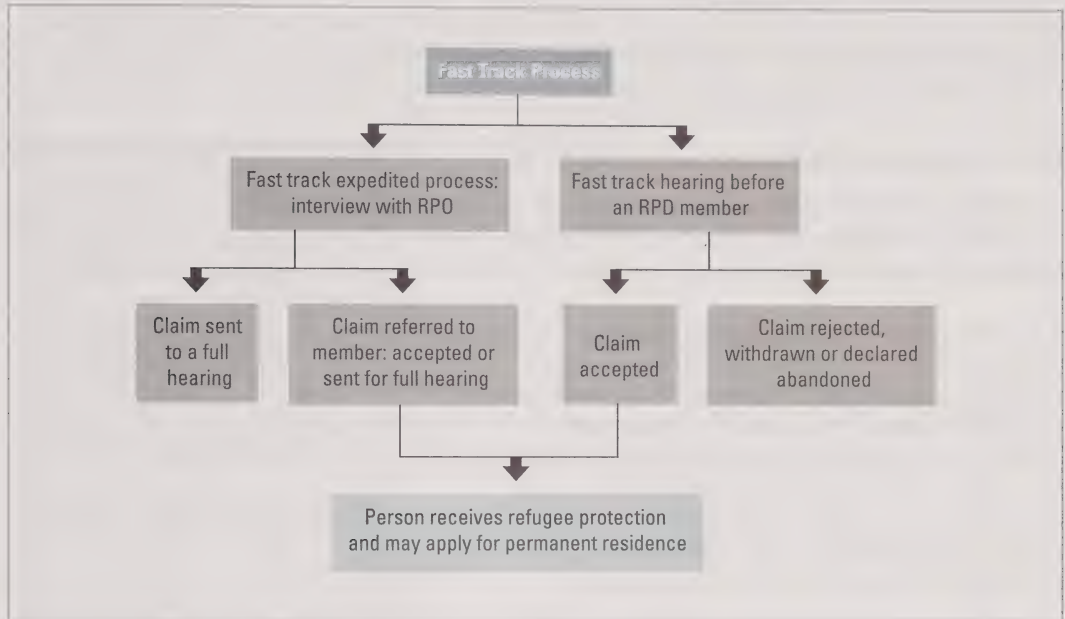 Fast Track Process
Fast track expedited process:
interview with RPO
Fast track hearing before
an RPD member
Claim sent
to a full
hearing
Claim referred to
member: accepted or
sent for full hearing
Claim
accepted
Claim rejected,
withdrawn or declared
abandoned
Person receives refugee protection
and may apply for permanent residence